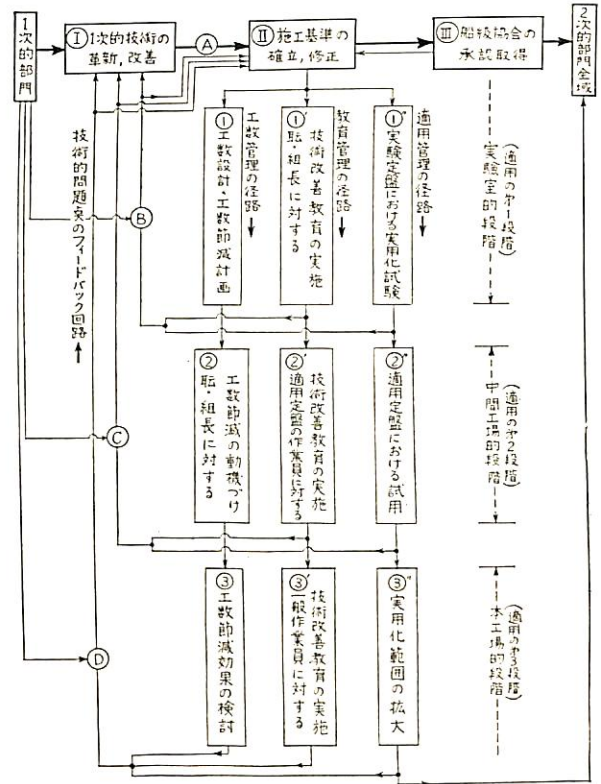 1次的部門
Ⅰ 1次的技術の
革新,改善
A
Ⅱ 施工基準の
確立,修正
Ⅲ 船級協会の
承認取得
2次的部門全域
技術的問題点のフィードバック回路
B
C
D
工数管理の径路
教育管理の径路
適用管理の径路
① 工数設計・工数節減計画
①' 職・組長に対する
技術改善教育の実施
①" 実験定盤における実用化試験
(適用の第1段階)
実験室的段階
② 職・組長に対する
工数節減の動機づけ
②' 適用定盤の作業員に対する
技術改善教育の実施
②" 適用定盤における試用
(適用の第2段階)
中間工場的段階
③ 工数節減効果の検討
③' 一般作業員に対する
技術改善教育の実施
③" 実用化範囲の拡大
(適用の第3段階)
本工場的段階